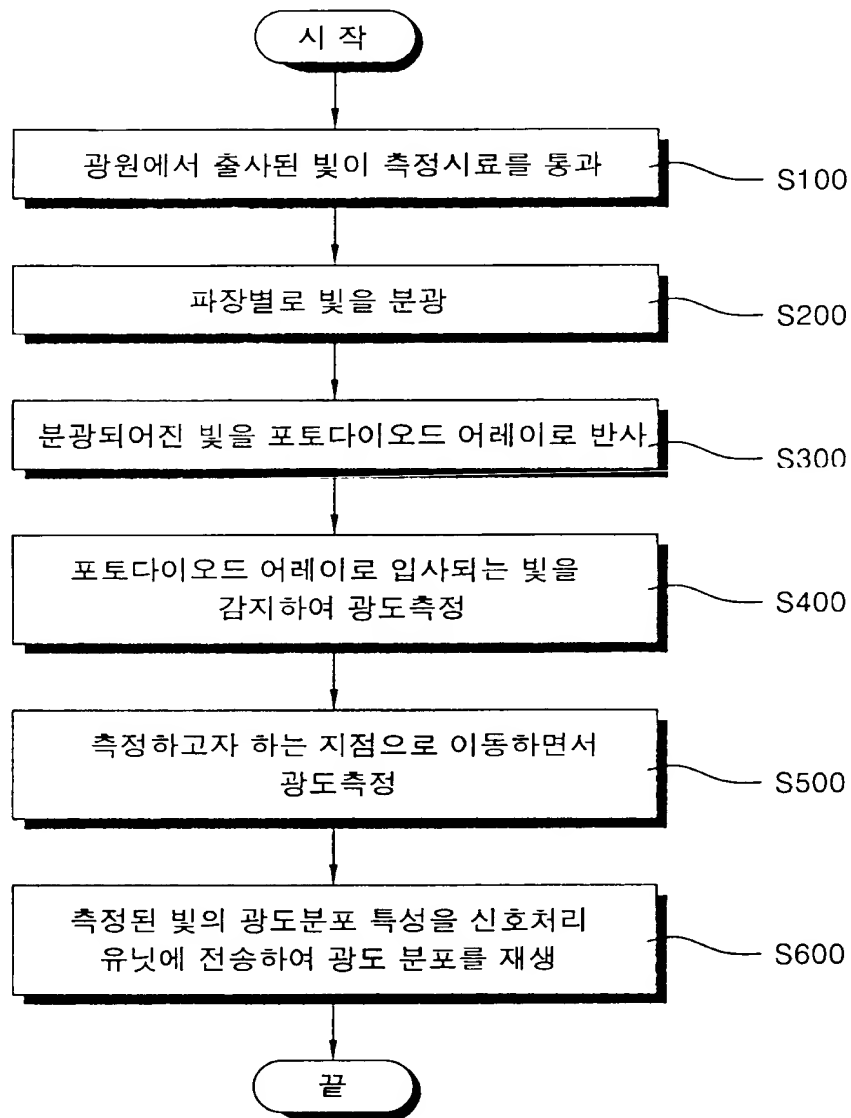 시 작
광원에서 출사된 빛이 측정시료를 통과
S100
파장별로 빛을 분광
S200
분광되어진 빛을 포토다이오드 어레이로 반사
S300
포토다이오드 어레이로 입사되는 빛을
감지하여 광도측정
S400
측정하고자 하는 지점으로 이동하면서
광도측정
S500
측정된 빛의 광도분포 특성을 신호처리
유닛에 전송하여 광도 분포를 재생
S600
끝